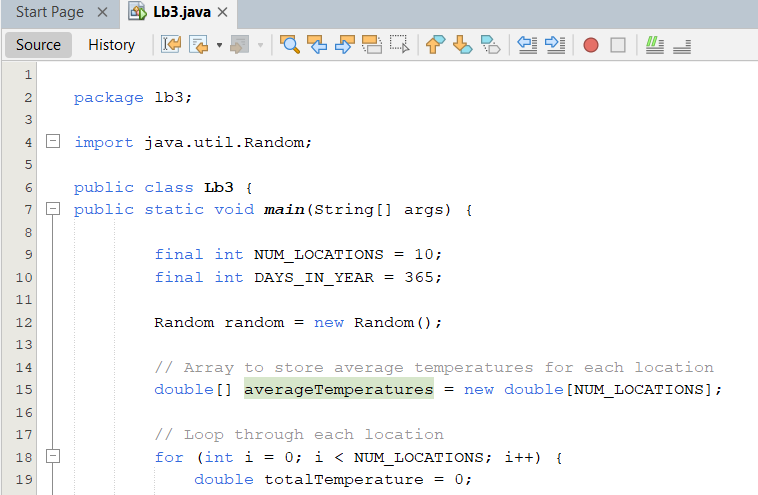 Start Page
Lb3.java
Source History
1
2 package lb3;
3
4 import java.util.Random;
5
6 public class Lb3 {
7 public static void main(String[] args) {
8
9 final int NUM_LOCATIONS = 10;
10 final int DAYS_IN_YEAR = 365;
11
12 Random random = new Random();
13
14 // Array to store average temperatures for each location
15 double[] averageTemperatures = new double[NUM_LOCATIONS];
16
17 // Loop through each location
18 for (int i = 0; i < NUM_LOCATIONS; i++) {
19 double totalTemperature = 0;